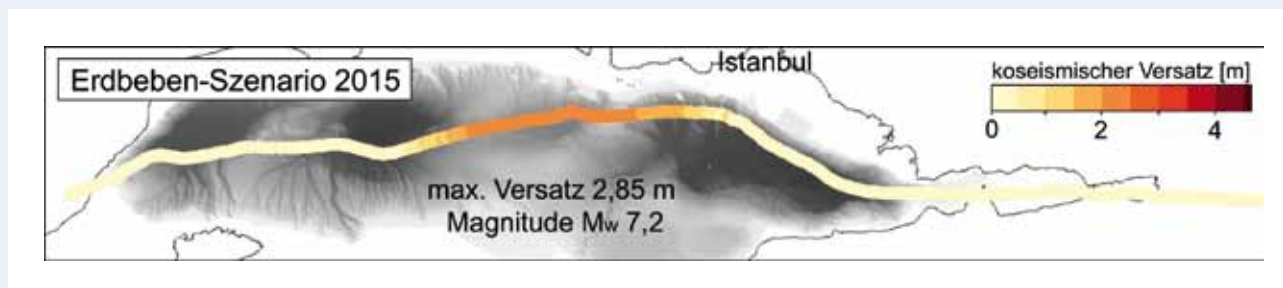 Erdbeben-Szenario 2015
Istanbul
koseismischer Versatz [m]
0 2 4
max. Versatz 2,85 m
Magnitude Mw 7,2